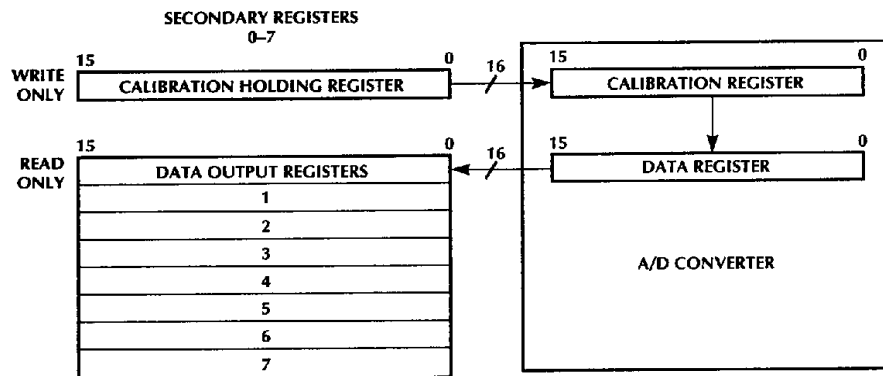 SECONDARY REGISTERS
0–7
15 0 16 15 0
WRITE ONLY
CALIBRATION HOLDING REGISTER
CALIBRATION REGISTER
15 0 16 15 0
READ ONLY
DATA OUTPUT REGISTERS
DATA REGISTER
1
2
3
A/D CONVERTER
4
5
6
7